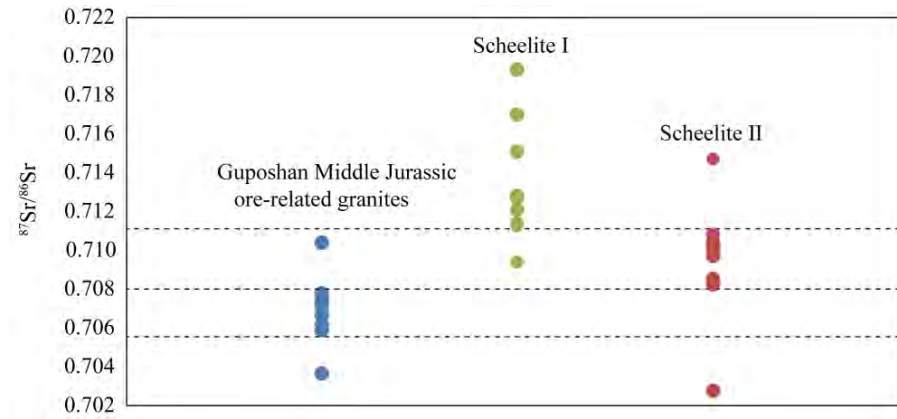 0.722
0.720
0.718
0.716
0.714
0.712
0.710
0.708
0.706
0.704
0.702
⁸⁷Sr/⁸⁶Sr
Scheelite I
Scheelite II
Guposhan Middle Jurassic
ore-related granites